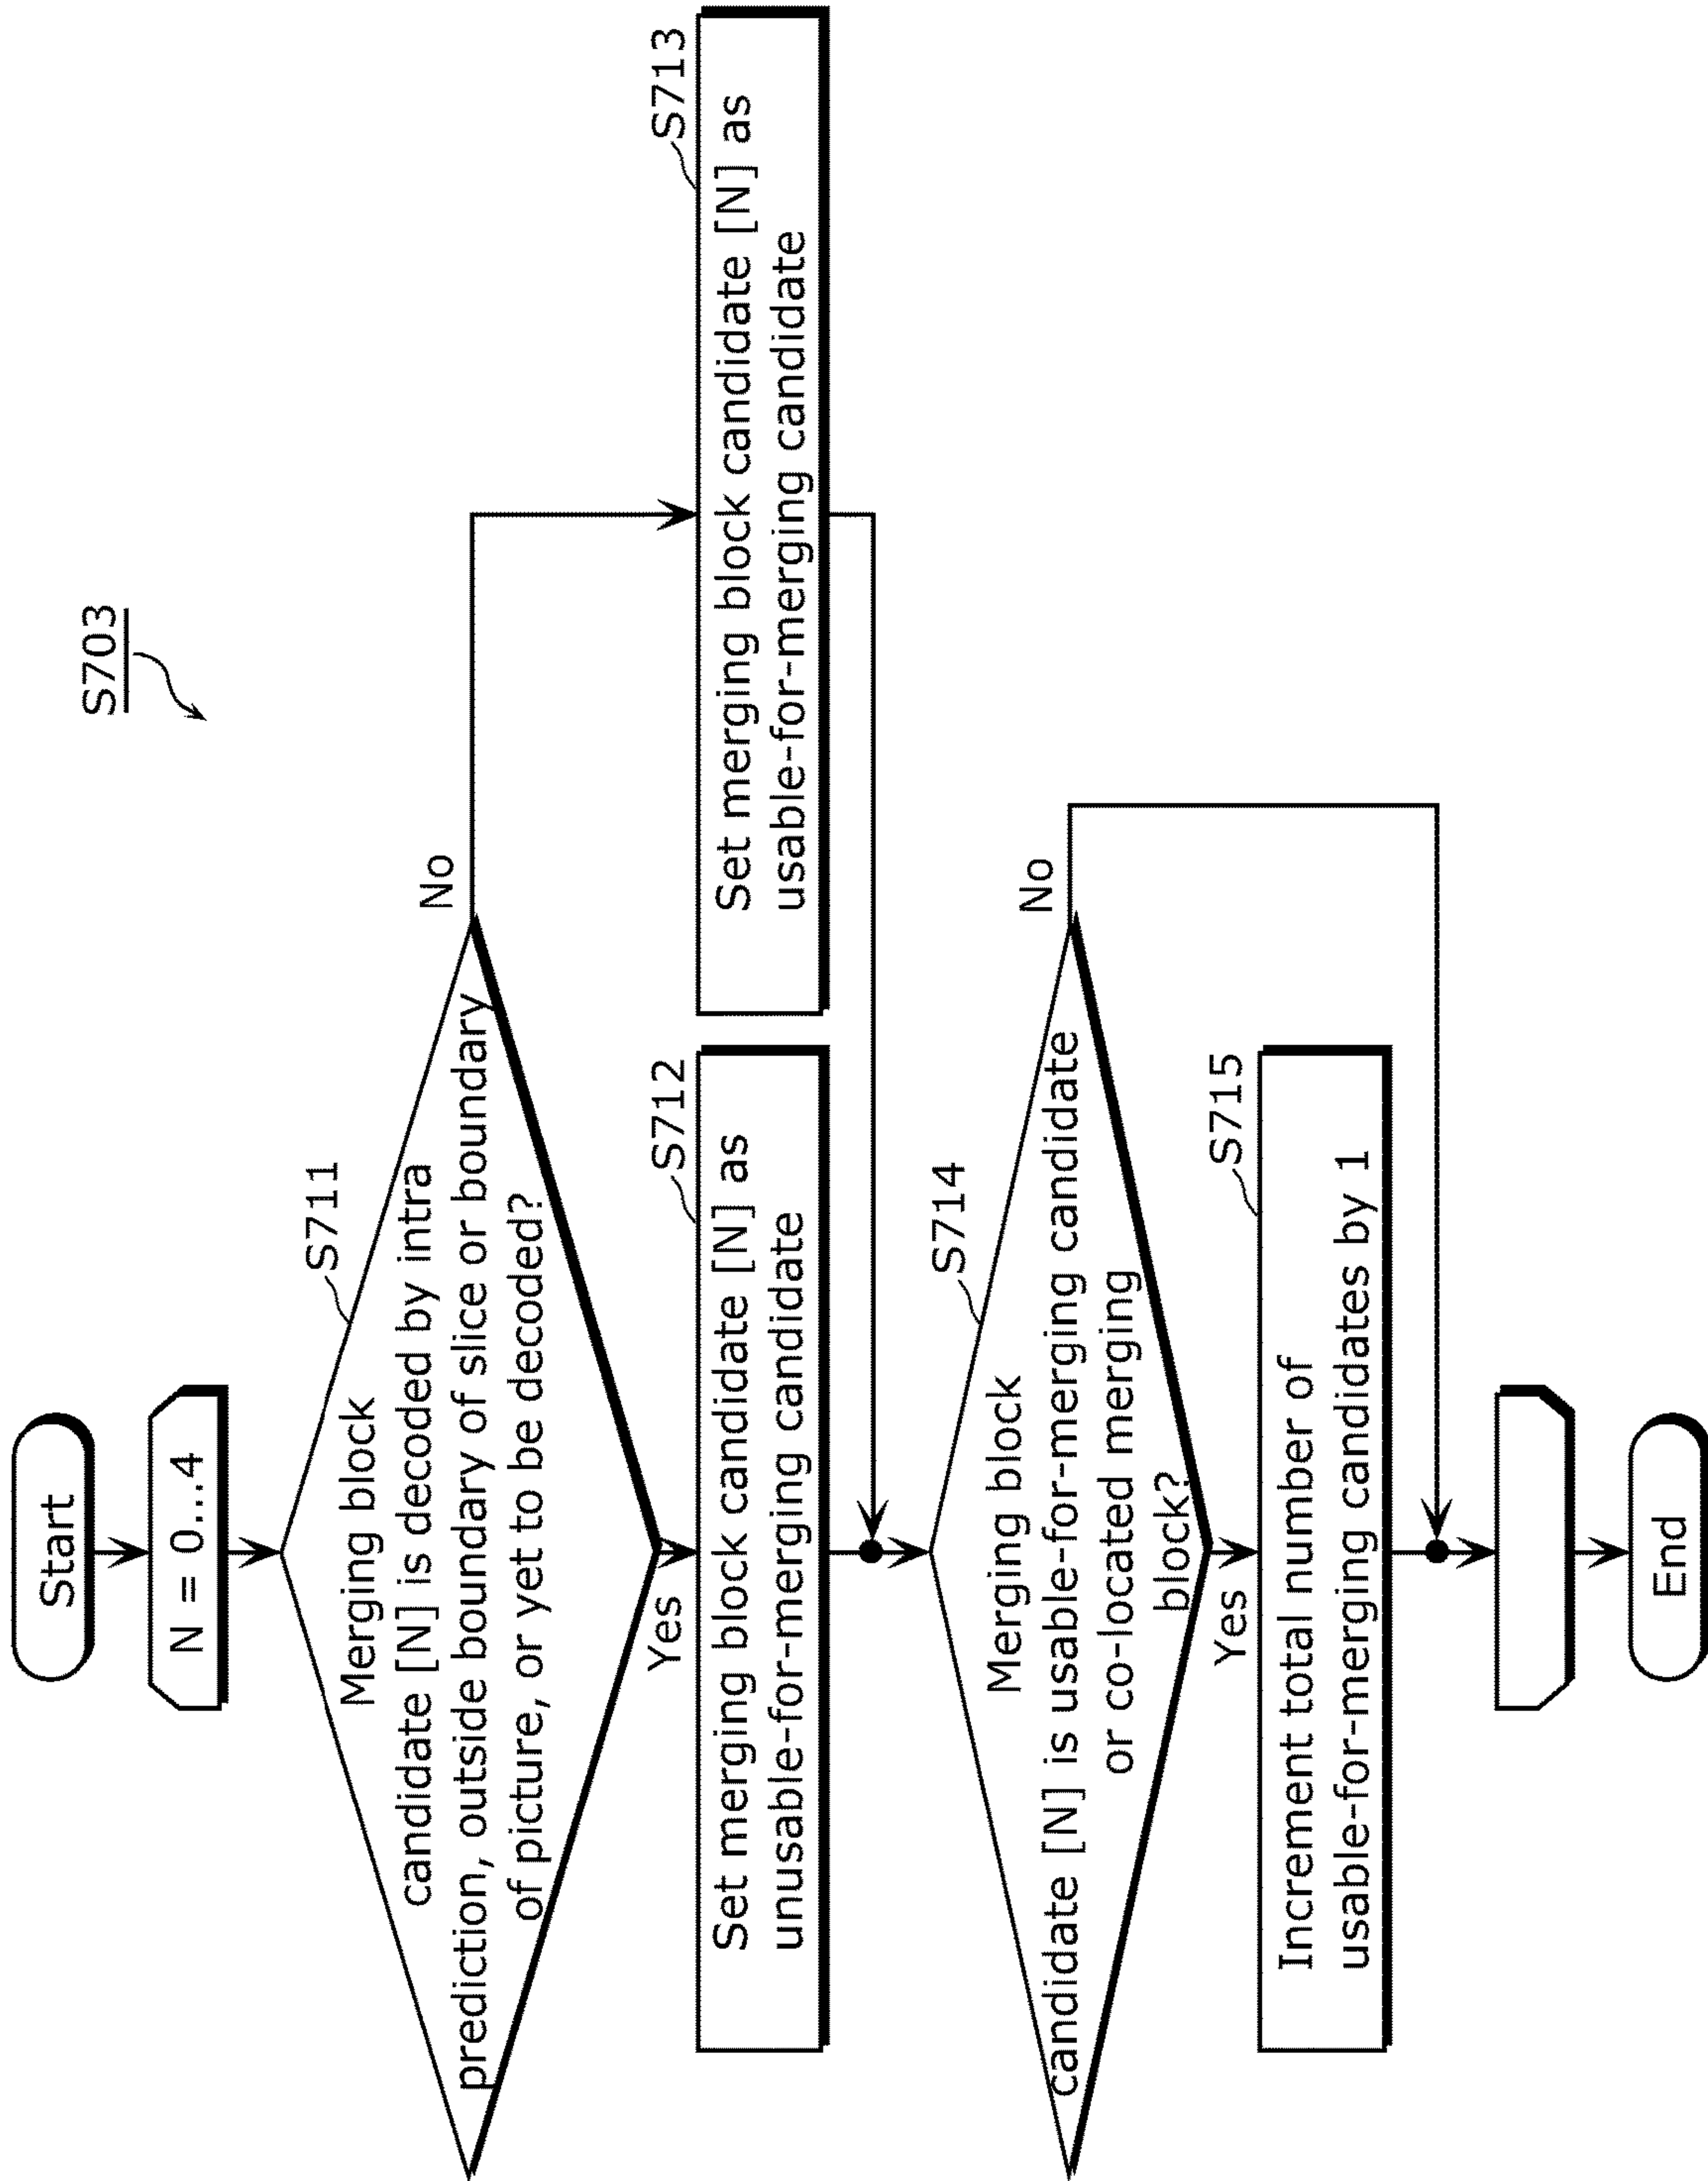 S703
Start
N = 0...4
S711
Merging block
candidate [N] is decoded by intra
prediction, outside boundary of slice or boundary
of picture, or yet to be decoded?
No
Yes
S712
Set merging block candidate [N] as
unusable-for-merging candidate
S713
Set merging block candidate [N] as
usable-for-merging candidate
S714
Merging block
candidate [N] is usable-for-merging candidate
or co-located merging
block?
No
Yes
S715
Increment total number of
usable-for-merging candidates by 1
End